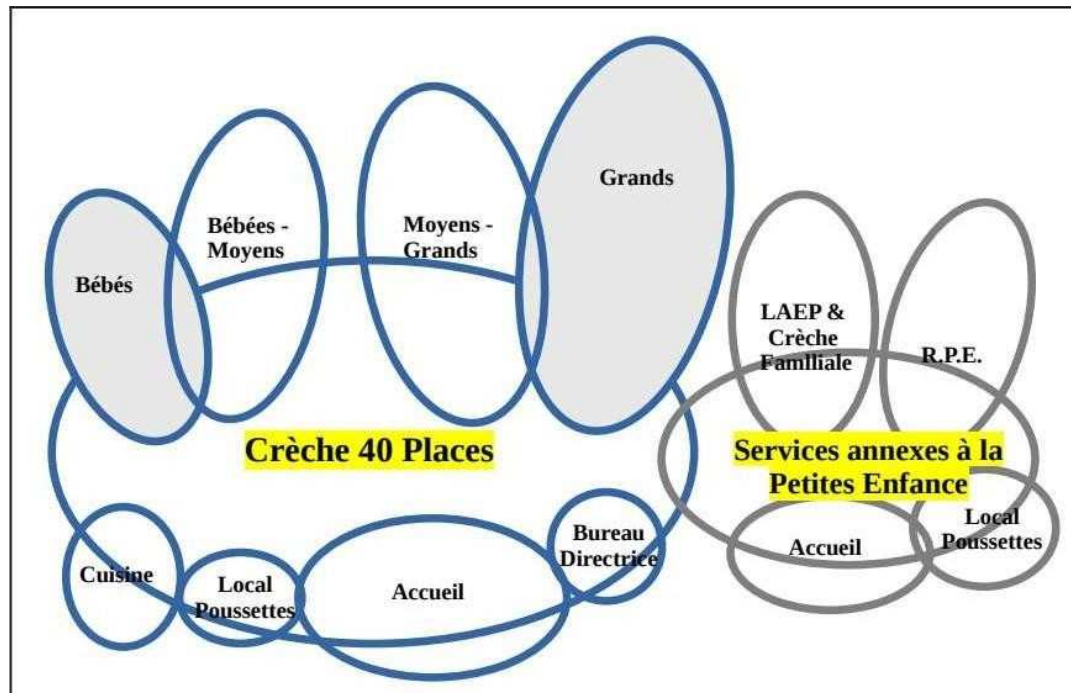 Grands
Bébées -
Moyens
Moyens -
Grands
Bébés
LAEP &
Crèche
Familiale
R.P.E.
Crèche 40 Places
Services annexes à la
Petites Enfance
Cuisine
Local
Poussettes
Accueil
Bureau
Directrice
Accueil
Local
Poussettes